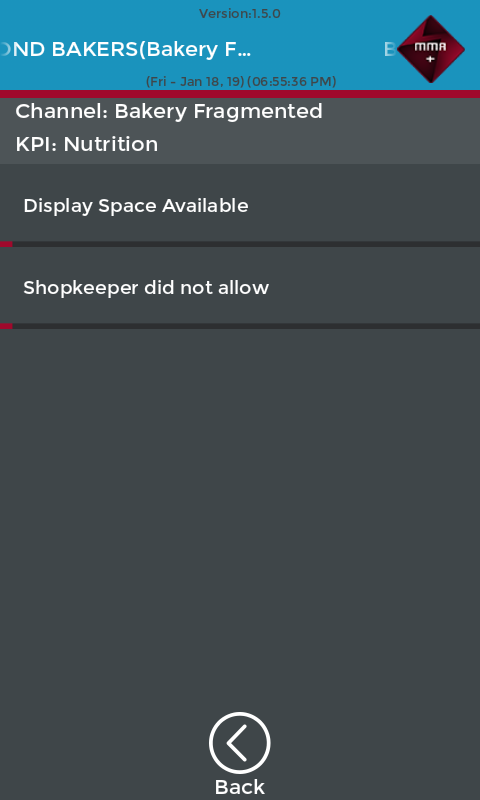 Version:1.5.0
ND BAKERS(Bakery F...
mma
+
(Fri - Jan 18, 19) (06:55:36 PM)
Channel: Bakery Fragmented
KPI: Nutrition
Display Space Available
Shopkeeper did not allow
Back